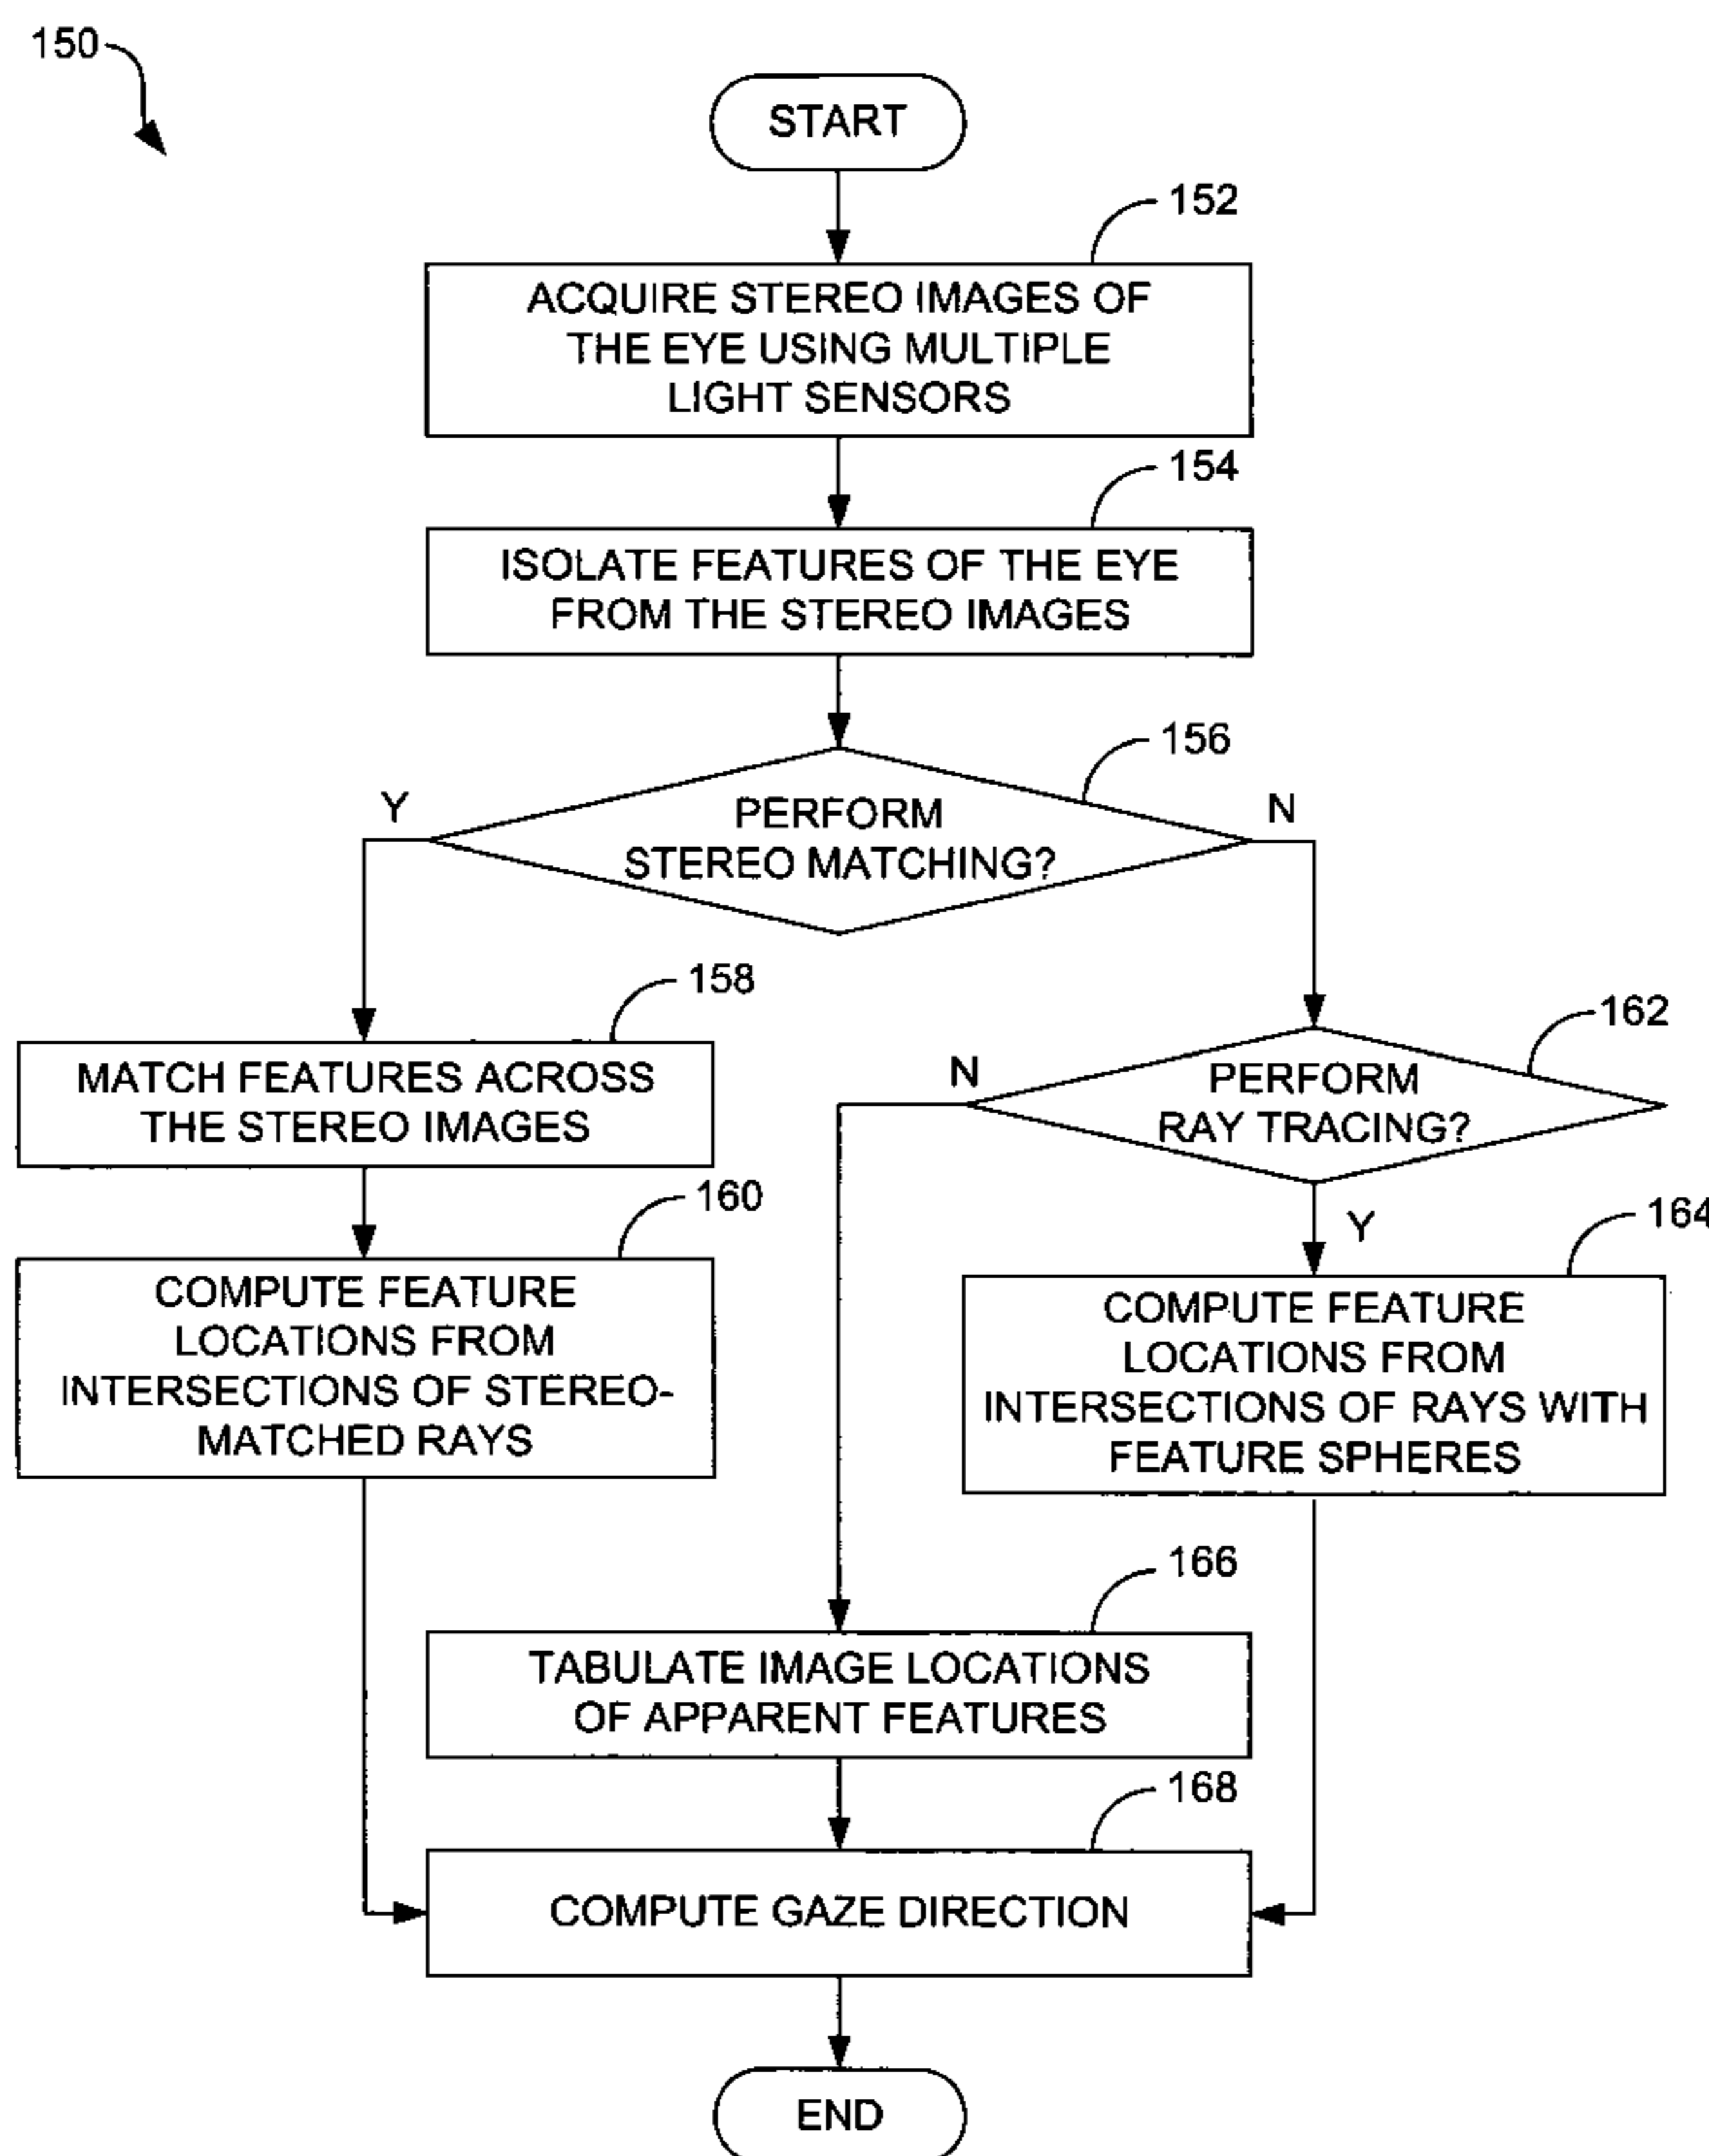 150
START
152
ACQUIRE STEREO IMAGES OF
THE EYE USING MULTIPLE
LIGHT SENSORS
154
ISOLATE FEATURES OF THE EYE
FROM THE STEREO IMAGES
156
Y
PERFORM
STEREO MATCHING?
N
158
MATCH FEATURES ACROSS
THE STEREO IMAGES
162
N
PERFORM
RAY TRACING?
Y
160
COMPUTE FEATURE
LOCATIONS FROM
INTERSECTIONS OF STEREO-
MATCHED RAYS
164
COMPUTE FEATURE
LOCATIONS FROM
INTERSECTIONS OF RAYS WITH
FEATURE SPHERES
166
TABULATE IMAGE LOCATIONS
OF APPARENT FEATURES
168
COMPUTE GAZE DIRECTION
END